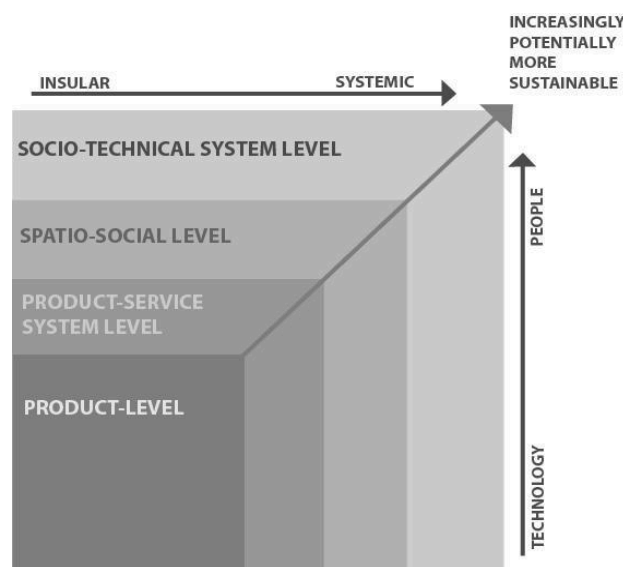 INCREASINGLY
POTENTIALLY
MORE
SUSTAINABLE
INSULAR
SYSTEMIC
SOCIO-TECHNICAL SYSTEM LEVEL
SPATIO-SOCIAL LEVEL
PRODUCT-SERVICE
SYSTEM LEVEL
PRODUCT-LEVEL
PEOPLE
TECHNOLOGY